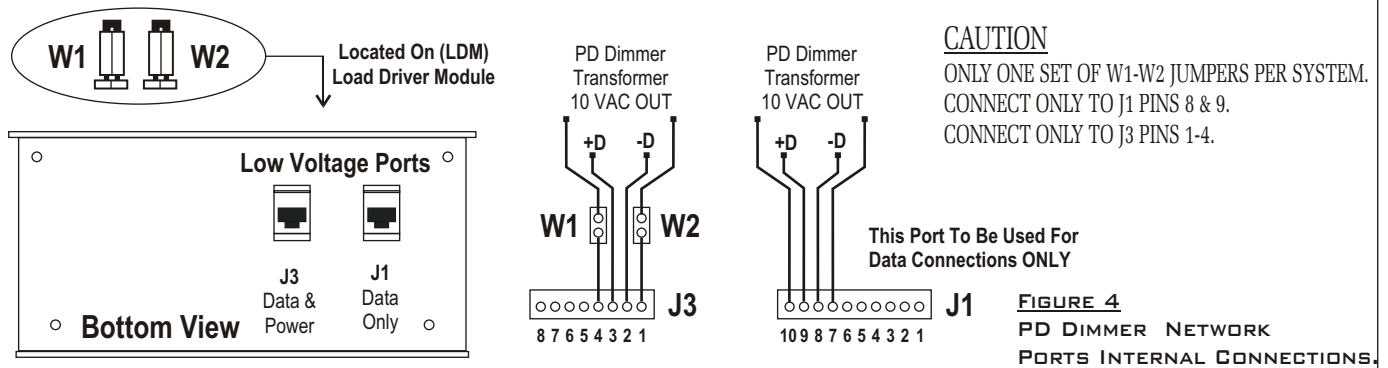 W1
W2
Located On (LDM)
Load Driver Module
Low Voltage Ports
J3
Data &
Power
J1
Data
Only
Bottom View
PD Dimmer
Transformer
10 VAC OUT
+D
-D
W1
W2
J3
8 7 6 5 4 3 2 1
PD Dimmer
Transformer
10 VAC OUT
+D
-D
This Port To Be Used For
Data Connections ONLY
J1
10 9 8 7 6 5 4 3 2 1
CAUTION
ONLY ONE SET OF W1-W2 JUMPERS PER SYSTEM.
CONNECT ONLY TO J1 PINS 8 & 9.
CONNECT ONLY TO J3 PINS 1-4.
FIGURE 4
PD DIMMER NETWORK
PORTS INTERNAL CONNECTIONS.